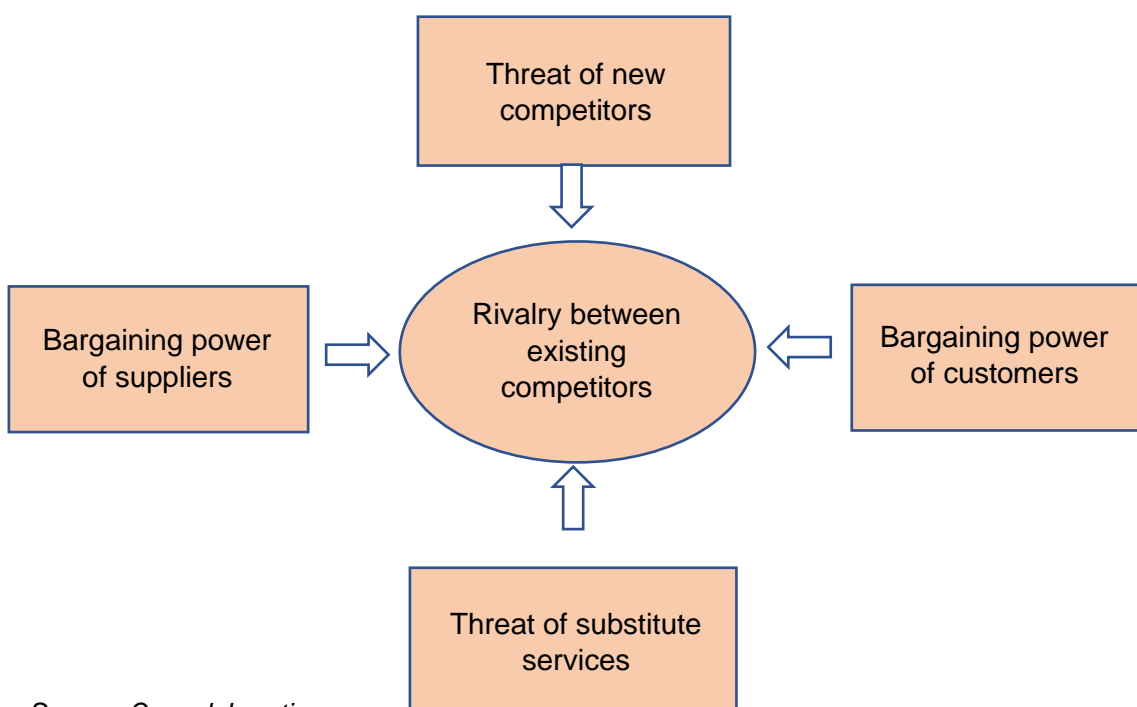 Threat of new
competitors
Rivalry between
existing
competitors
Bargaining power
of suppliers
Bargaining power
of customers
Threat of substitute
services